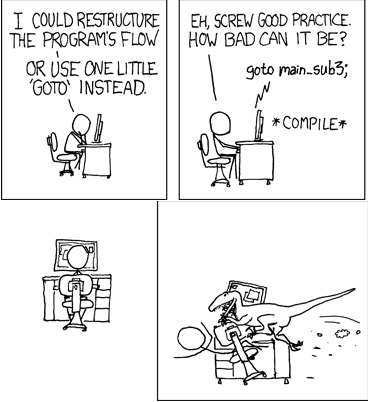 I COULD RESTRUCTURE
THE PROGRAM'S FLOW
OR USE ONE LITTLE
'GOTO' INSTEAD.
EH, SCREW GOOD PRACTICE.
HOW BAD CAN IT BE?
goto main_sub3;
*COMPILE*